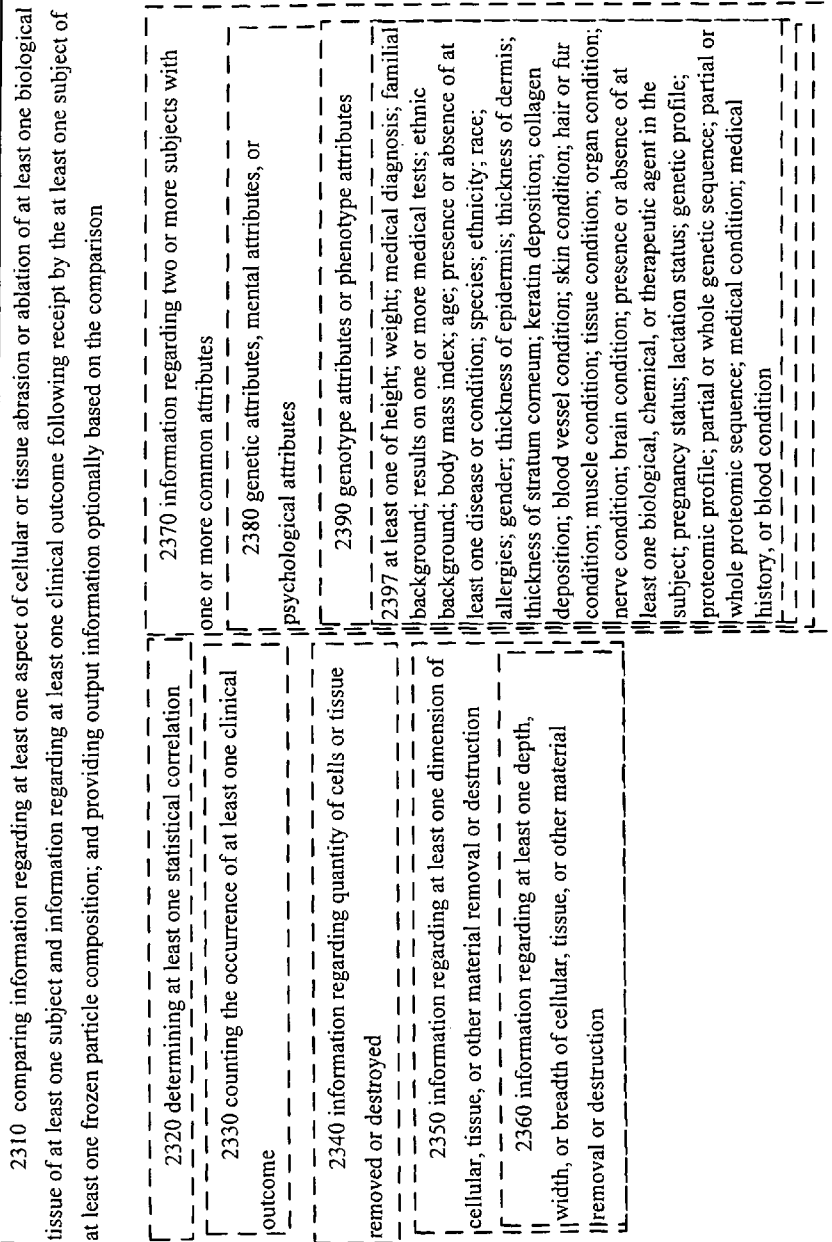 2310 comparing information regarding at least one aspect of cellular or tissue abrasion or ablation of at least one biological
tissue of at least one subject and information regarding at least one clinical outcome following receipt by the at least one subject of
at least one frozen particle composition; and providing output information optionally based on the comparison
2320 determining at least one statistical correlation
2330 counting the occurrence of at least one clinical
outcome
2340 information regarding quantity of cells or tissue
removed or destroyed
2350 information regarding at least one dimension of
cellular, tissue, or other material removal or destruction
2360 information regarding at least one depth,
width, or breadth of cellular, tissue, or other material
removal or destruction
2370 information regarding two or more subjects with
one or more common attributes
2380 genetic attributes, mental attributes, or
psychological attributes
2390 genotype attributes or phenotype attributes
2397 at least one of height; weight; medical diagnosis; familial
background; results on one or more medical tests; ethnic
background; body mass index; age; presence or absence of at
least one disease or condition; species; ethnicity; race;
allergies; gender; thickness of epidermis; thickness of dermis;
thickness of stratum corneum; keratin deposition; collagen
deposition; blood vessel condition; skin condition; hair or fur
condition; muscle condition; tissue condition; organ condition;
nerve condition; brain condition; presence or absence of at
least one biological, chemical, or therapeutic agent in the
subject; pregnancy status; lactation status; genetic profile;
proteomic profile; partial or whole genetic sequence; partial or
whole proteomic sequence; medical condition; medical
history, or blood condition